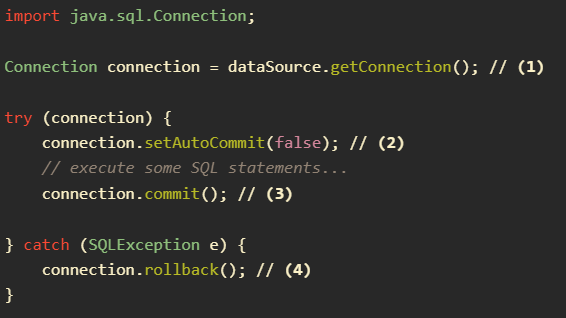 import java.sql.Connection;
Connection connection = dataSource.getConnection(); // (1)
try (connection) {
    connection.setAutoCommit(false); // (2)
    // execute some SQL statements...
    connection.commit(); // (3)
} catch (SQLException e) {
    connection.rollback(); // (4)
}